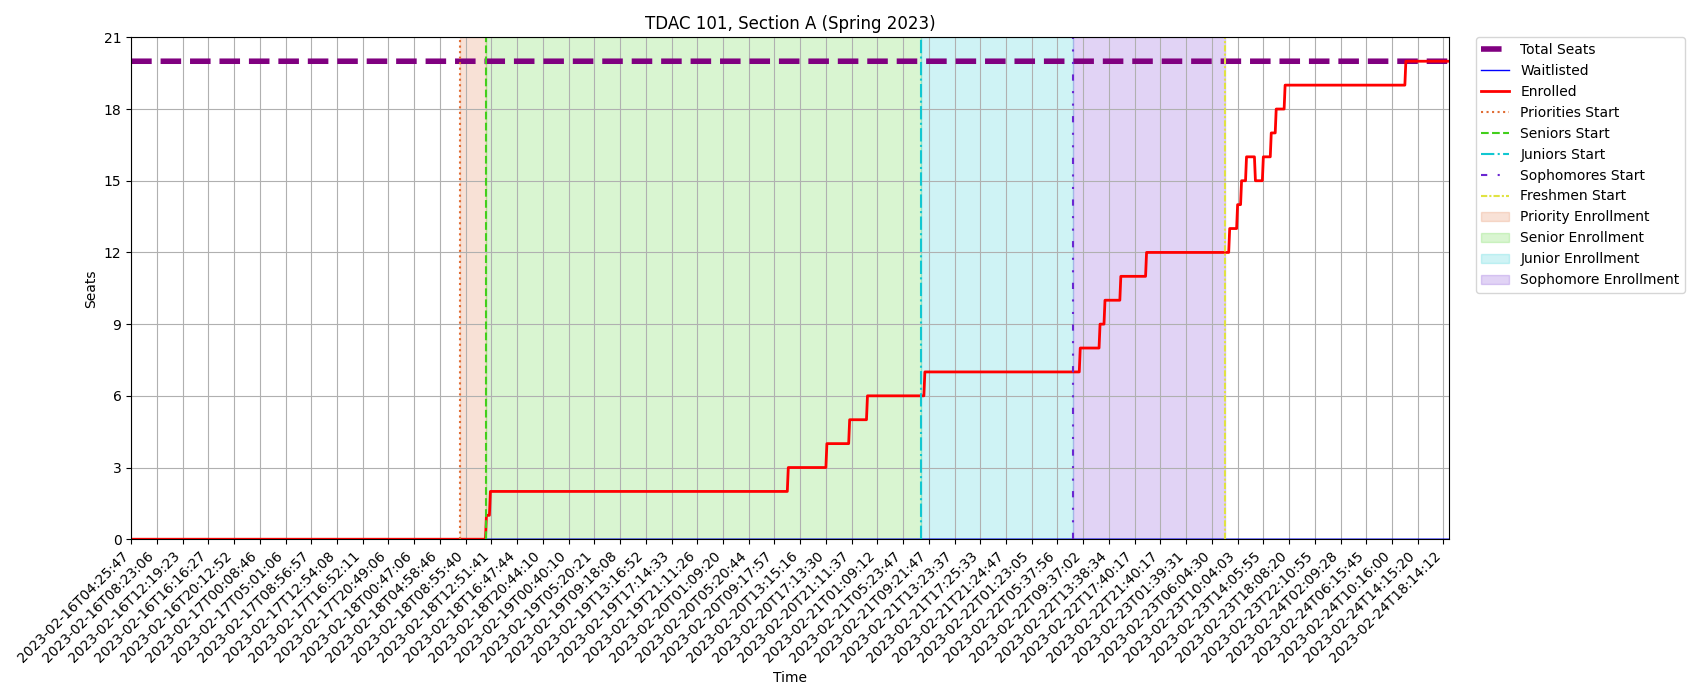 TDAC 101, Section A (Spring 2023)
21
18
15
12
9
6
3
0
Seats
2023-02-16T04:25:47
2023-02-16T08:23:06
2023-02-16T12:19:23
2023-02-16T16:16:27
2023-02-16T20:12:52
2023-02-17T00:08:46
2023-02-17T05:01:06
2023-02-17T08:56:57
2023-02-17T12:54:08
2023-02-17T16:52:11
2023-02-17T20:49:06
2023-02-18T00:47:06
2023-02-18T04:58:46
2023-02-18T08:55:40
2023-02-18T12:51:41
2023-02-18T16:47:44
2023-02-18T20:44:10
2023-02-19T00:40:10
2023-02-19T05:20:21
2023-02-19T09:18:08
2023-02-19T13:16:52
2023-02-19T17:14:33
2023-02-19T21:11:26
2023-02-20T01:09:20
2023-02-20T05:20:44
2023-02-20T09:17:57
2023-02-20T13:15:16
2023-02-20T17:13:30
2023-02-20T21:11:37
2023-02-21T01:09:12
2023-02-21T05:23:47
2023-02-21T09:21:47
2023-02-21T13:23:37
2023-02-21T17:25:33
2023-02-21T21:24:47
2023-02-22T01:23:05
2023-02-22T05:37:56
2023-02-22T09:37:02
2023-02-22T13:38:34
2023-02-22T17:40:17
2023-02-22T21:40:17
2023-02-23T01:39:31
2023-02-23T06:04:30
2023-02-23T10:04:03
2023-02-23T14:05:55
2023-02-23T18:08:20
2023-02-23T22:10:55
2023-02-24T02:09:28
2023-02-24T06:15:45
2023-02-24T10:16:00
2023-02-24T14:15:20
2023-02-24T18:14:12
Time
Total Seats
Waitlisted
Enrolled
Priorities Start
Seniors Start
Juniors Start
Sophomores Start
Freshmen Start
Priority Enrollment
Senior Enrollment
Junior Enrollment
Sophomore Enrollment